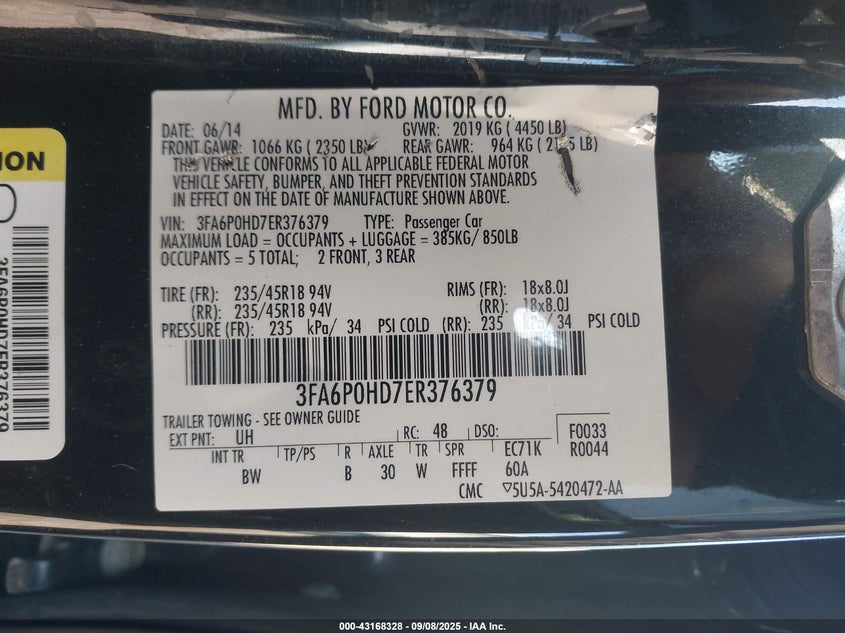 MFD. BY FORD MOTOR CO.
DATE: 06/14 GVWR: 2019 KG (4450 LB)
FRONT GAWR: 1066 KG (2350 LB) REAR GAWR: 964 KG ( LB)
THIS VEHICLE CONFORMS TO ALL APPLICABLE FEDERAL MOTOR
VEHICLE SAFETY, BUMPER, AND THEFT PREVENTION STANDARDS
IN EFFECT ON THE DATE OF MANUFACTURE SHOWN ABOVE.
VIN: 3FA6P0HD7ER376379 TYPE: Passenger Car
MAXIMUM LOAD = OCCUPANTS + LUGGAGE = 385KG/ 850LB
OCCUPANTS = 5 TOTAL; 2 FRONT, 3 REAR
TIRE (FR): 235/45R18 94V RIMS (FR): 18x8.0J
(RR): 235/45R18 94V (RR): 18x8.0J
PRESSURE (FR): 235 kPa/ 34 PSI COLD (RR): 235 kPa/ 34 PSI COLD
3FA6P0HD7ER376379
TRAILER TOWING - SEE OWNER GUIDE
EXT PNT: UH RC: 48 DSO: F0033
R0044
INT TR TP/PS R AXLE TR SPR EC71K
BW B 30 W FFFF 60A
CMC ▽5U5A-5420472-AA
ION
3FA6P0HD7ER376379
000-43168328 - 09/08/2025 - IAA Inc.